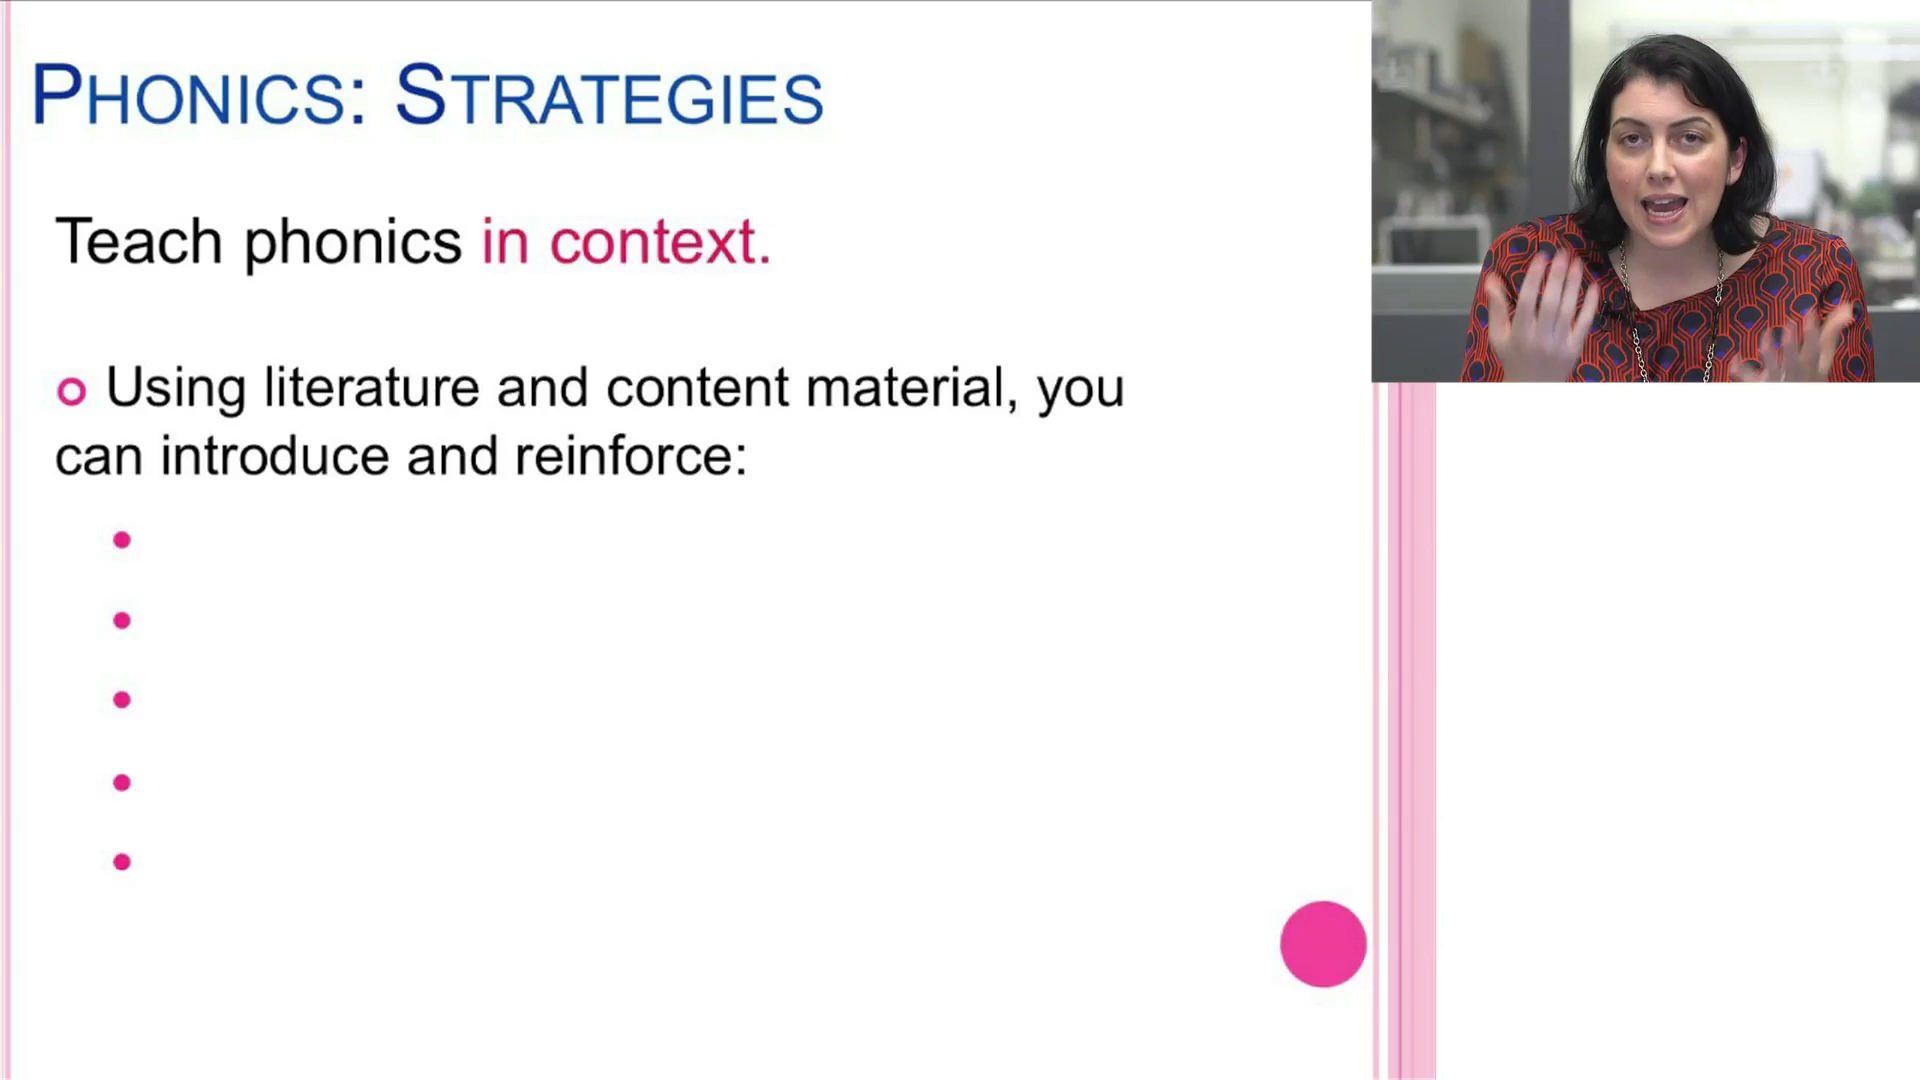 PHONICS: STRATEGIES
Teach phonics in context.
Using literature and content material, you
can introduce and reinforce: